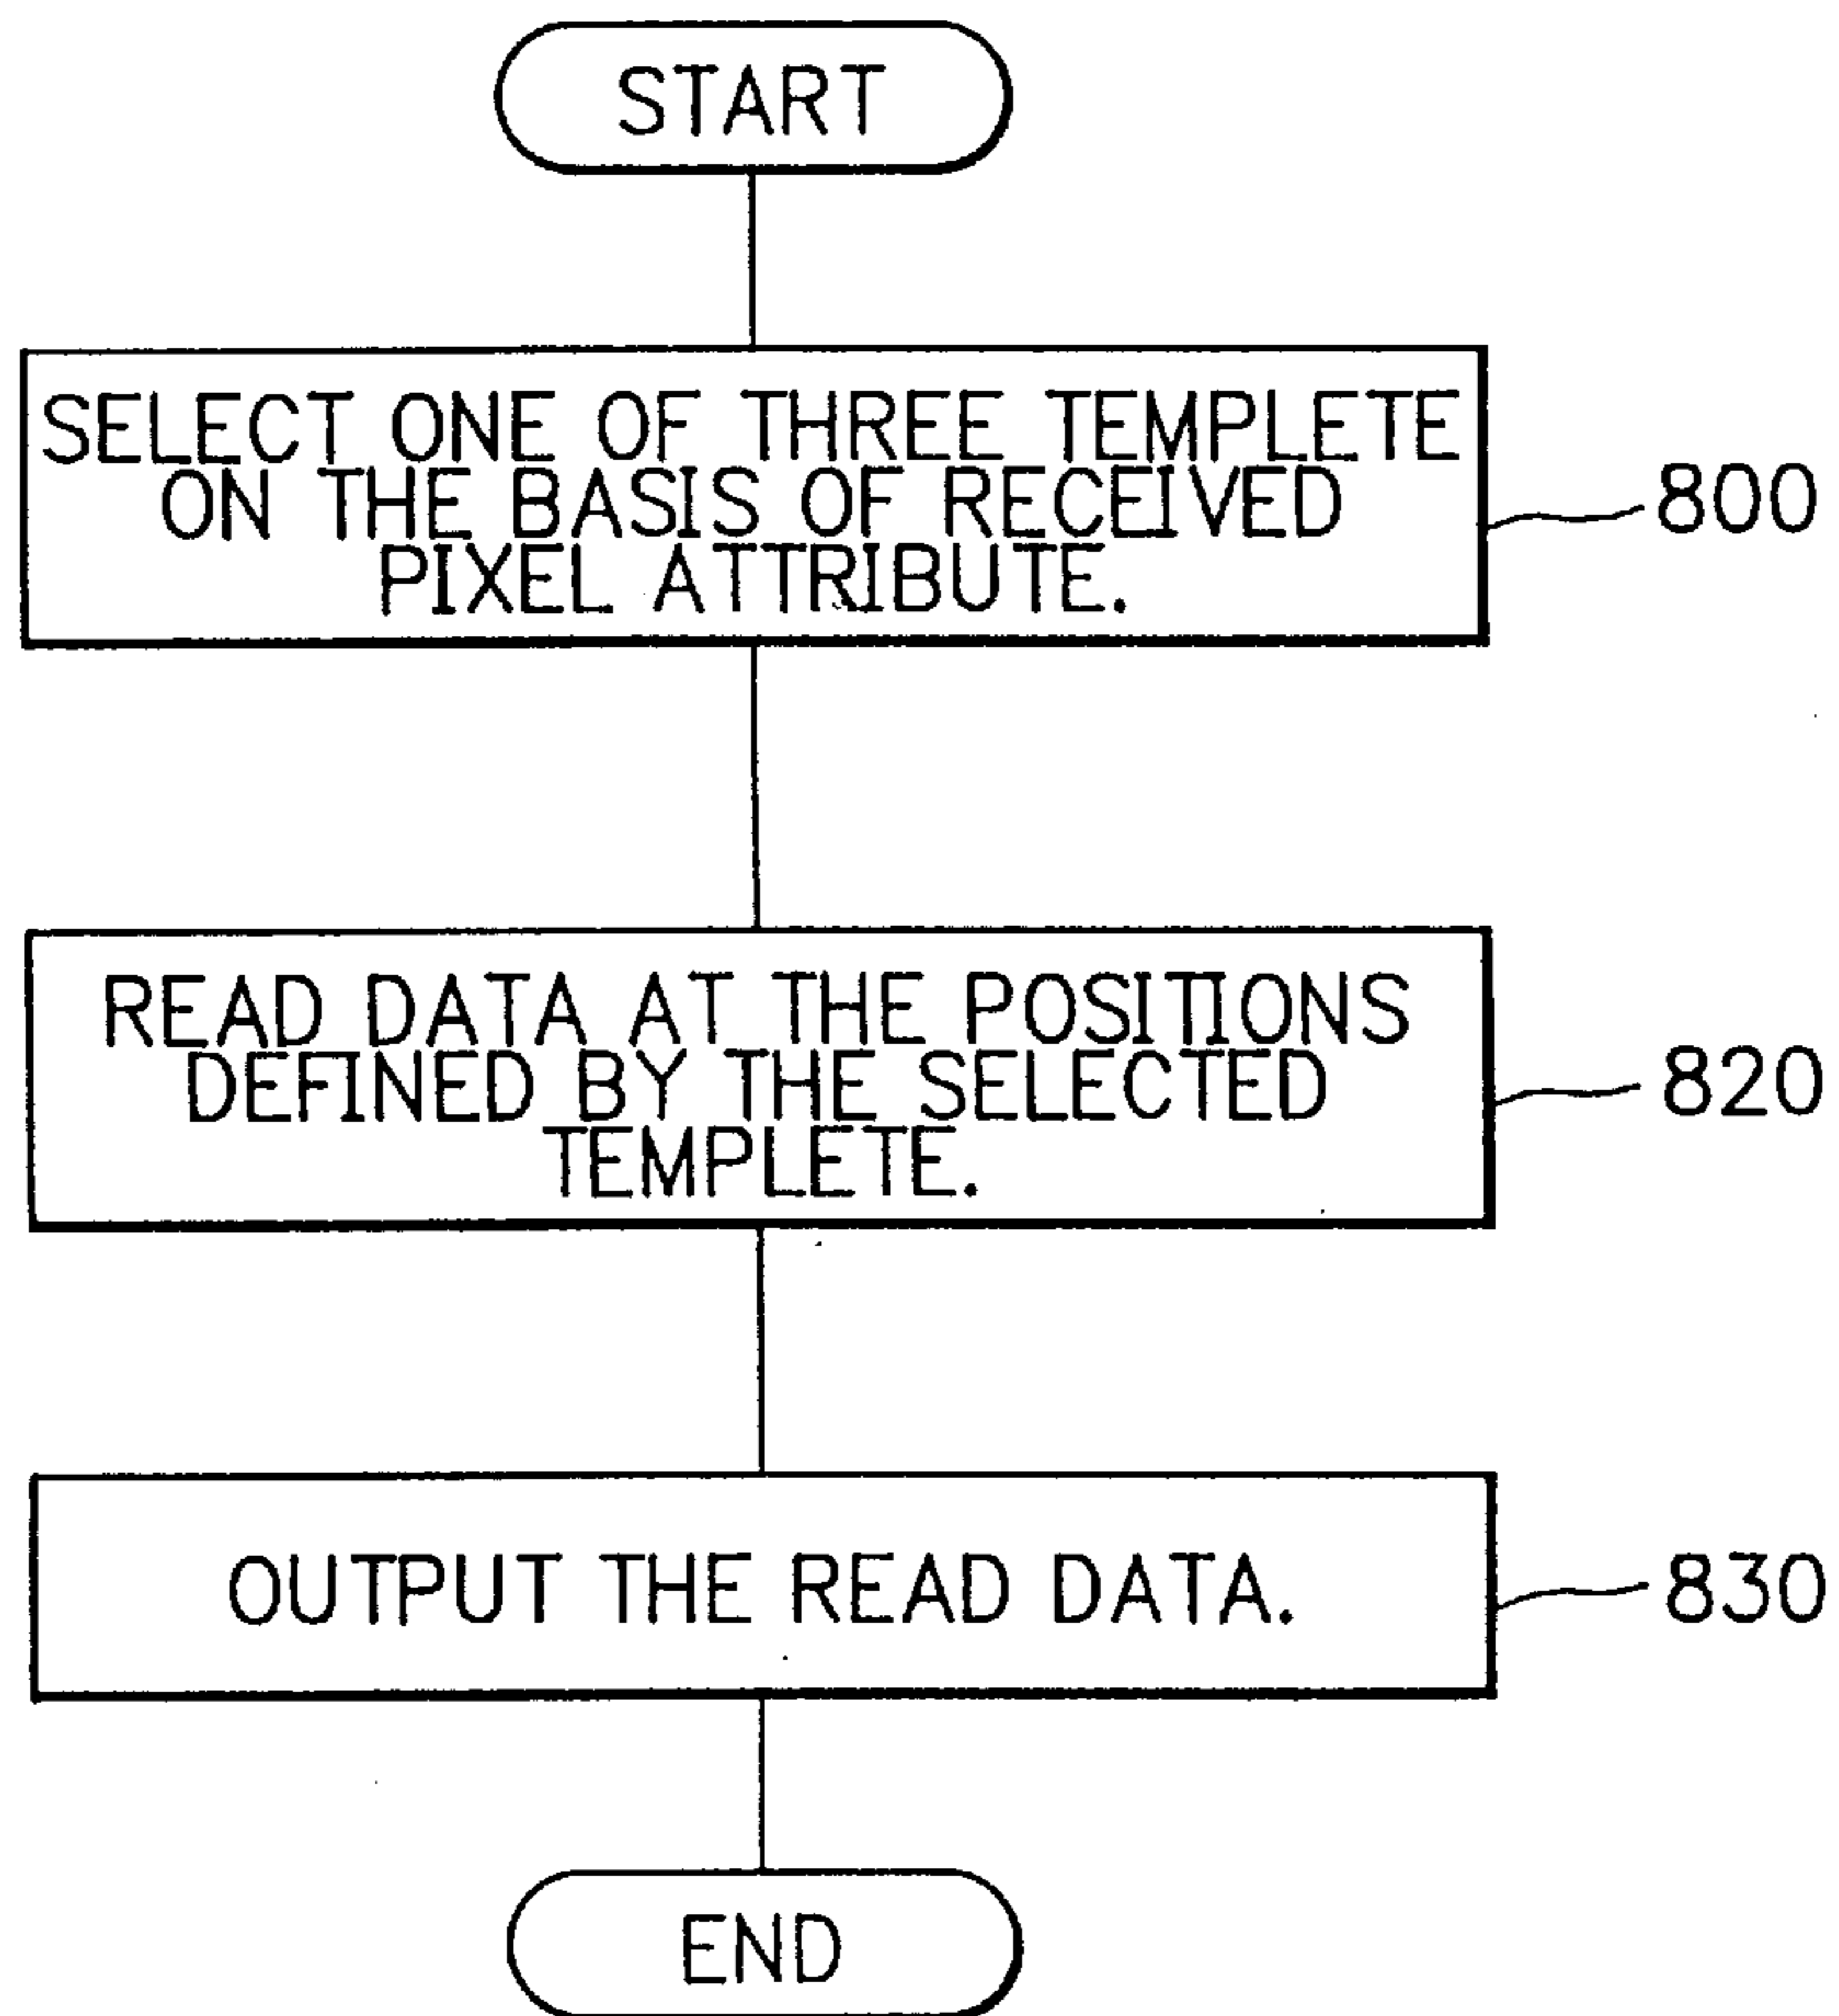 START
SELECT ONE OF THREE TEMPLETE
ON THE BASIS OF RECEIVED
PIXEL ATTRIBUTE.
800
READ DATA AT THE POSITIONS
DEFINED BY THE SELECTED
TEMPLETE.
820
OUTPUT THE READ DATA.
830
END